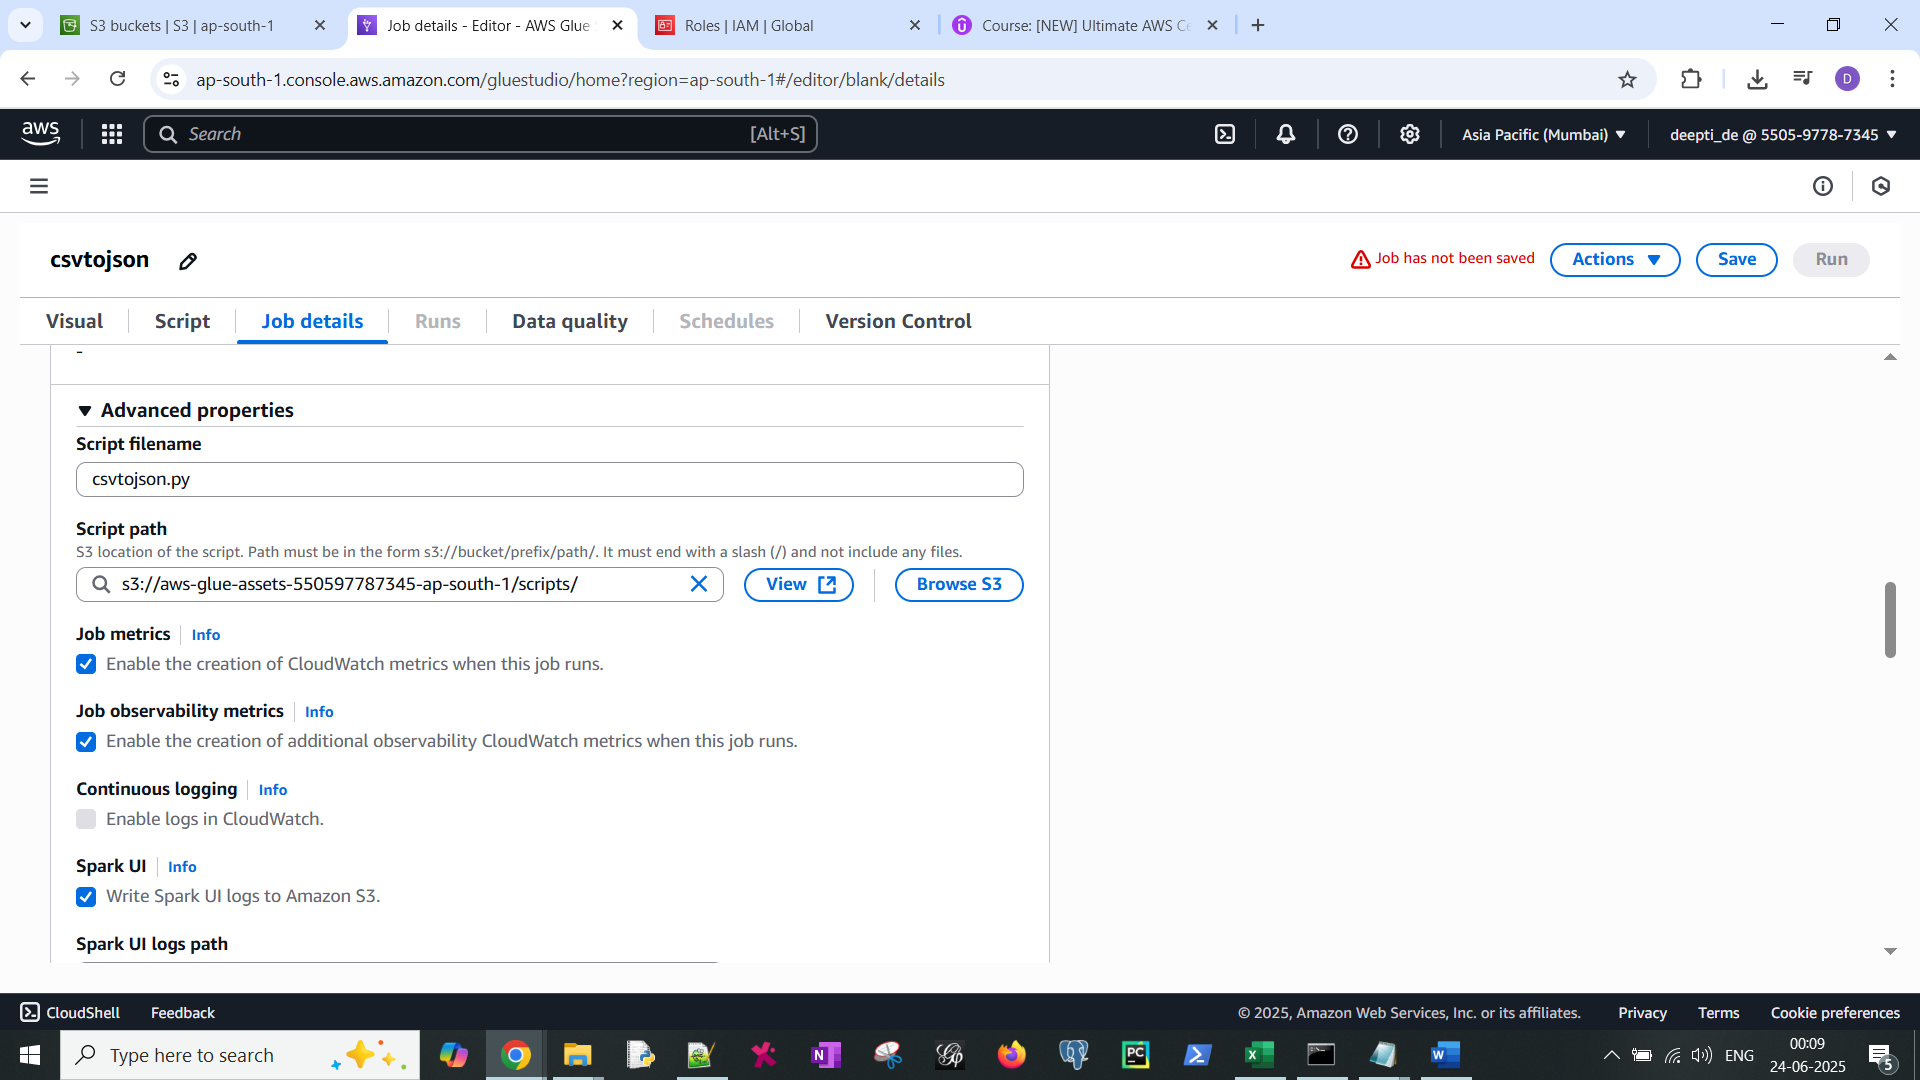 S3 buckets | S3 | ap-south-1
Job details - Editor - AWS Glue
Roles | IAM | Global
Course: [NEW] Ultimate AWS Ce
ap-south-1.console.aws.amazon.com/gluestudio/home?region=ap-south-1#/editor/blank/details
D
aws
Search
[Alt+S]
Asia Pacific (Mumbai)
deepti_de @ 5505-9778-7345
csvtojson
Job has not been saved
Actions
Save
Run
Visual
Script
Job details
Runs
Data quality
Schedules
Version Control
-
Advanced properties
Script filename
csvtojson.py
Script path
S3 location of the script. Path must be in the form s3://bucket/prefix/path/. It must end with a slash (/) and not include any files.
s3://aws-glue-assets-550597787345-ap-south-1/scripts/
View
Browse S3
Job metrics
Info
Enable the creation of CloudWatch metrics when this job runs.
Job observability metrics
Info
Enable the creation of additional observability CloudWatch metrics when this job runs.
Continuous logging
Info
Enable logs in CloudWatch.
Spark UI
Info
Write Spark UI logs to Amazon S3.
Spark UI logs path
CloudShell
Feedback
© 2025, Amazon Web Services, Inc. or its affiliates.
Privacy
Terms
Cookie preferences
Type here to search
ENG
00:09
24-06-2025
5